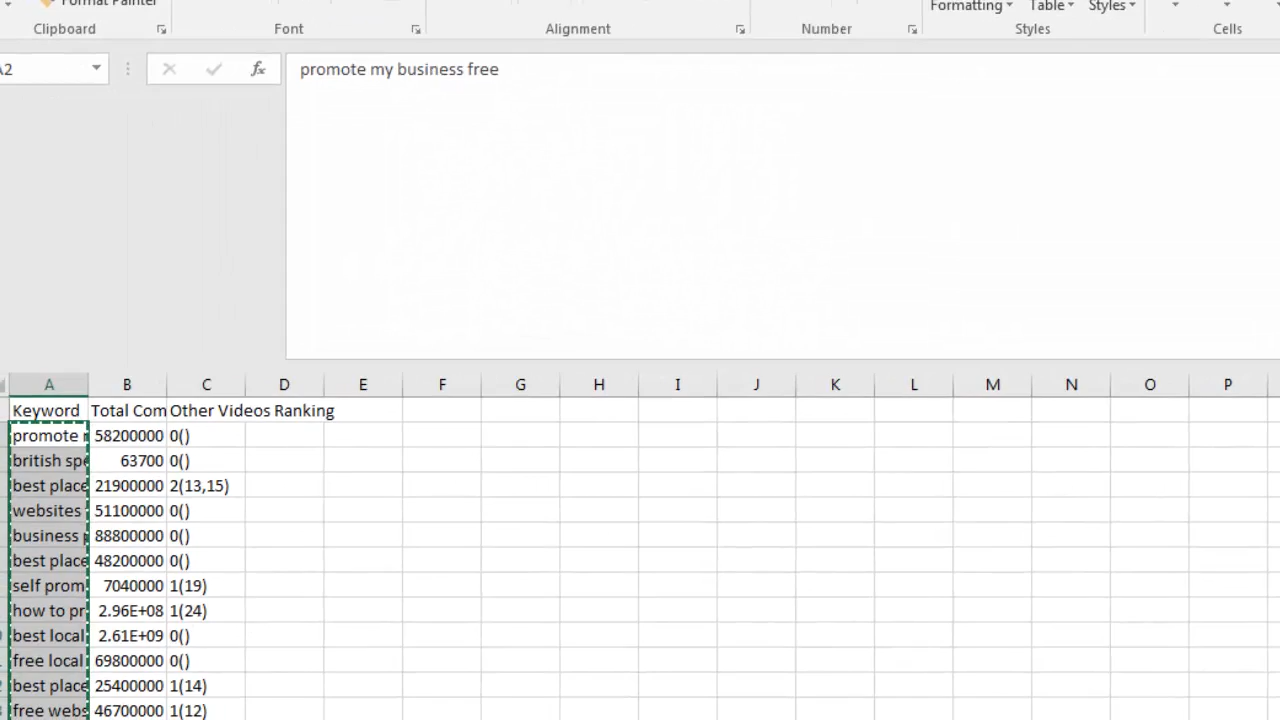 Format Painter
Formatting Table Styles
Clipboard Font Alignment Number Styles Cells
A2 fx promote my business free
A B C D E F G H I J K L M N O P
Keyword Total Com Other Videos Ranking
promote 58200000 0()
british spe 63700 0()
best place 21900000 2(13,15)
websites 51100000 0()
business 88800000 0()
best place 48200000 0()
self prom 7040000 1(19)
how to pr 2.96E+08 1(24)
best local 2.61E+09 0()
free local 69800000 0()
best place 25400000 1(14)
free webs 46700000 1(12)